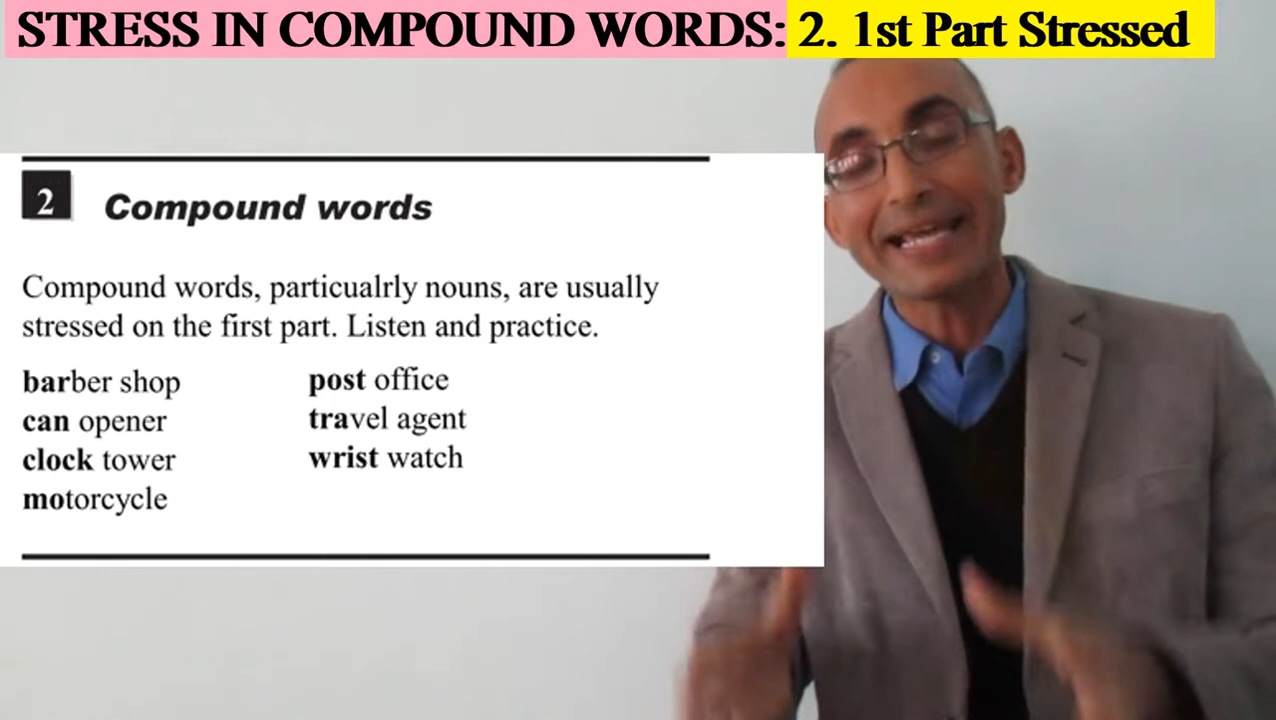 STRESS IN COMPOUND WORDS: 2. 1st Part Stressed
2 Compound words
Compound words, particualrly nouns, are usually
stressed on the first part. Listen and practice.
barber shop
can opener
clock tower
motorcycle
post office
travel agent
wrist watch